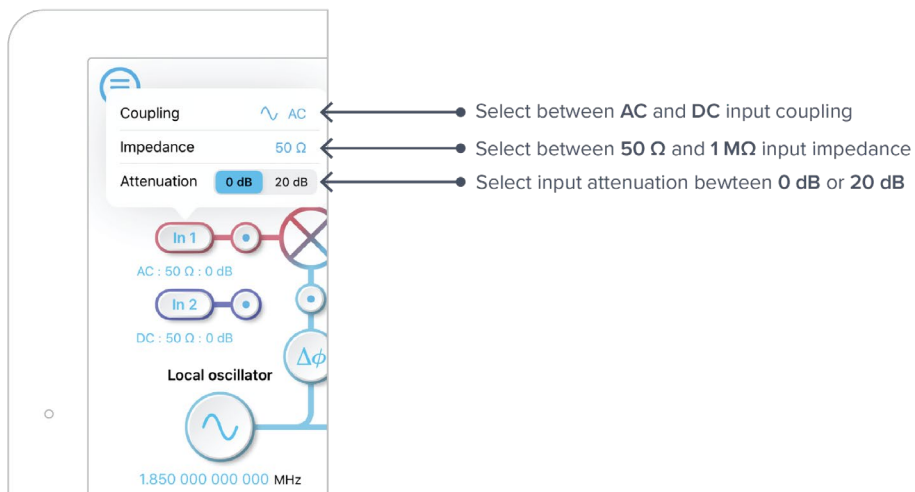 Coupling AC
Select between AC and DC input coupling
Impedance 50 Ω
Select between 50 Ω and 1 MΩ input impedance
Attenuation 0 dB 20 dB
Select input attenuation bewteen 0 dB or 20 dB
In 1
AC : 50 Ω : 0 dB
In 2
DC : 50 Ω : 0 dB
Δϕ
Local oscillator
1.850 000 000 000 MHz